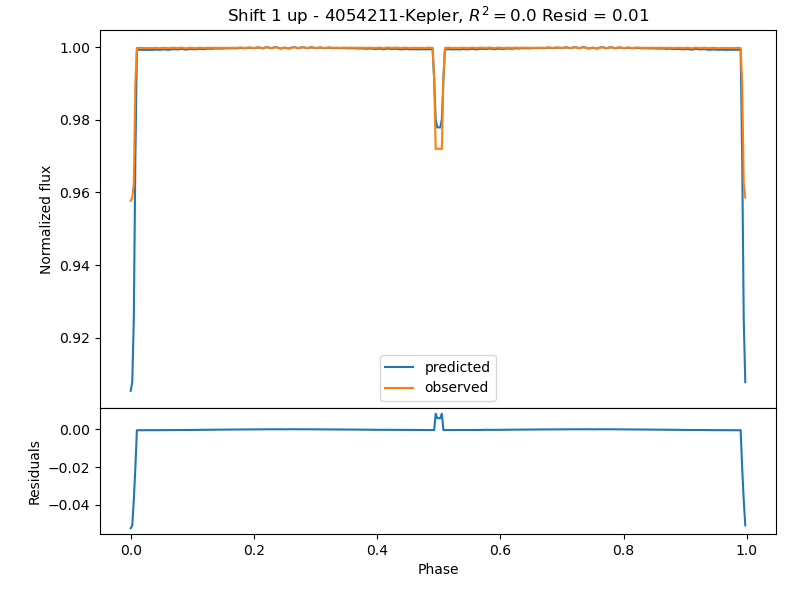 Shift 1 up - 4054211-Kepler, R² = 0.0 Resid = 0.01
1.00
0.98
0.96
0.94
0.92
Normalized flux
predicted
observed
0.00
−0.02
−0.04
Residuals
0.0 0.2 0.4 0.6 0.8 1.0
Phase